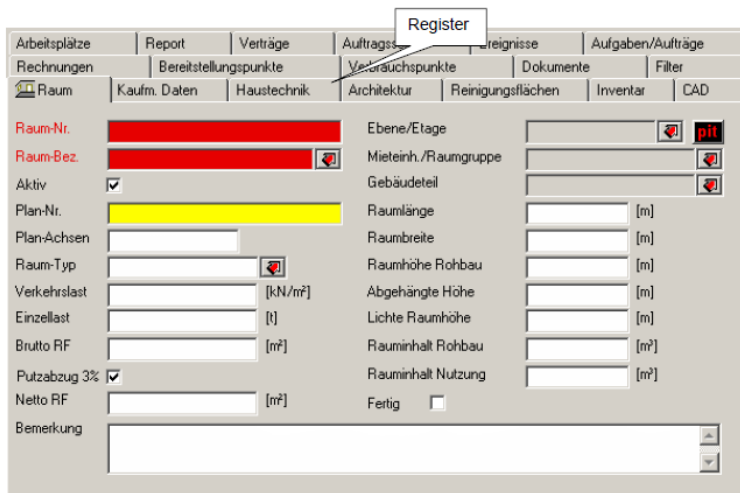 Register
Arbeitsplätze Report Verträge Ereignisse Aufgaben/Aufträge
Rechnungen Bereitstellungspunkte Verbrauchspunkte Dokumente Filter
Raum Kaufm. Daten Haustechnik Architektur Reinigungsflächen Inventar CAD
Raum-Nr. Ebene/Etage pit
Raum-Bez. Mieteinh./Raumgruppe
Aktiv Gebäudeteil
Plan-Nr. Raumlänge [m]
Plan-Achsen Raumbreite [m]
Raum-Typ Raumhöhe Rohbau [m]
Verkehrslast [kN/m²] Abgehängte Höhe [m]
Einzellast [t] Lichte Raumhöhe [m]
Brutto RF [m²] Rauminhalt Rohbau [m³]
Putzabzug 3% Rauminhalt Nutzung [m³]
Netto RF [m²] Fertig
Bemerkung